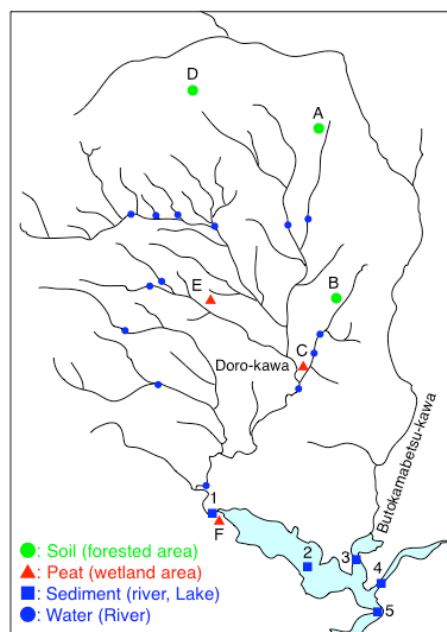 D
A
E
B
C
Doro-kawa
Butokamabetsu-kawa
1
F
2
3
4
5
: Soil (forested area)
: Peat (wetland area)
: Sediment (river, Lake)
: Water (River)